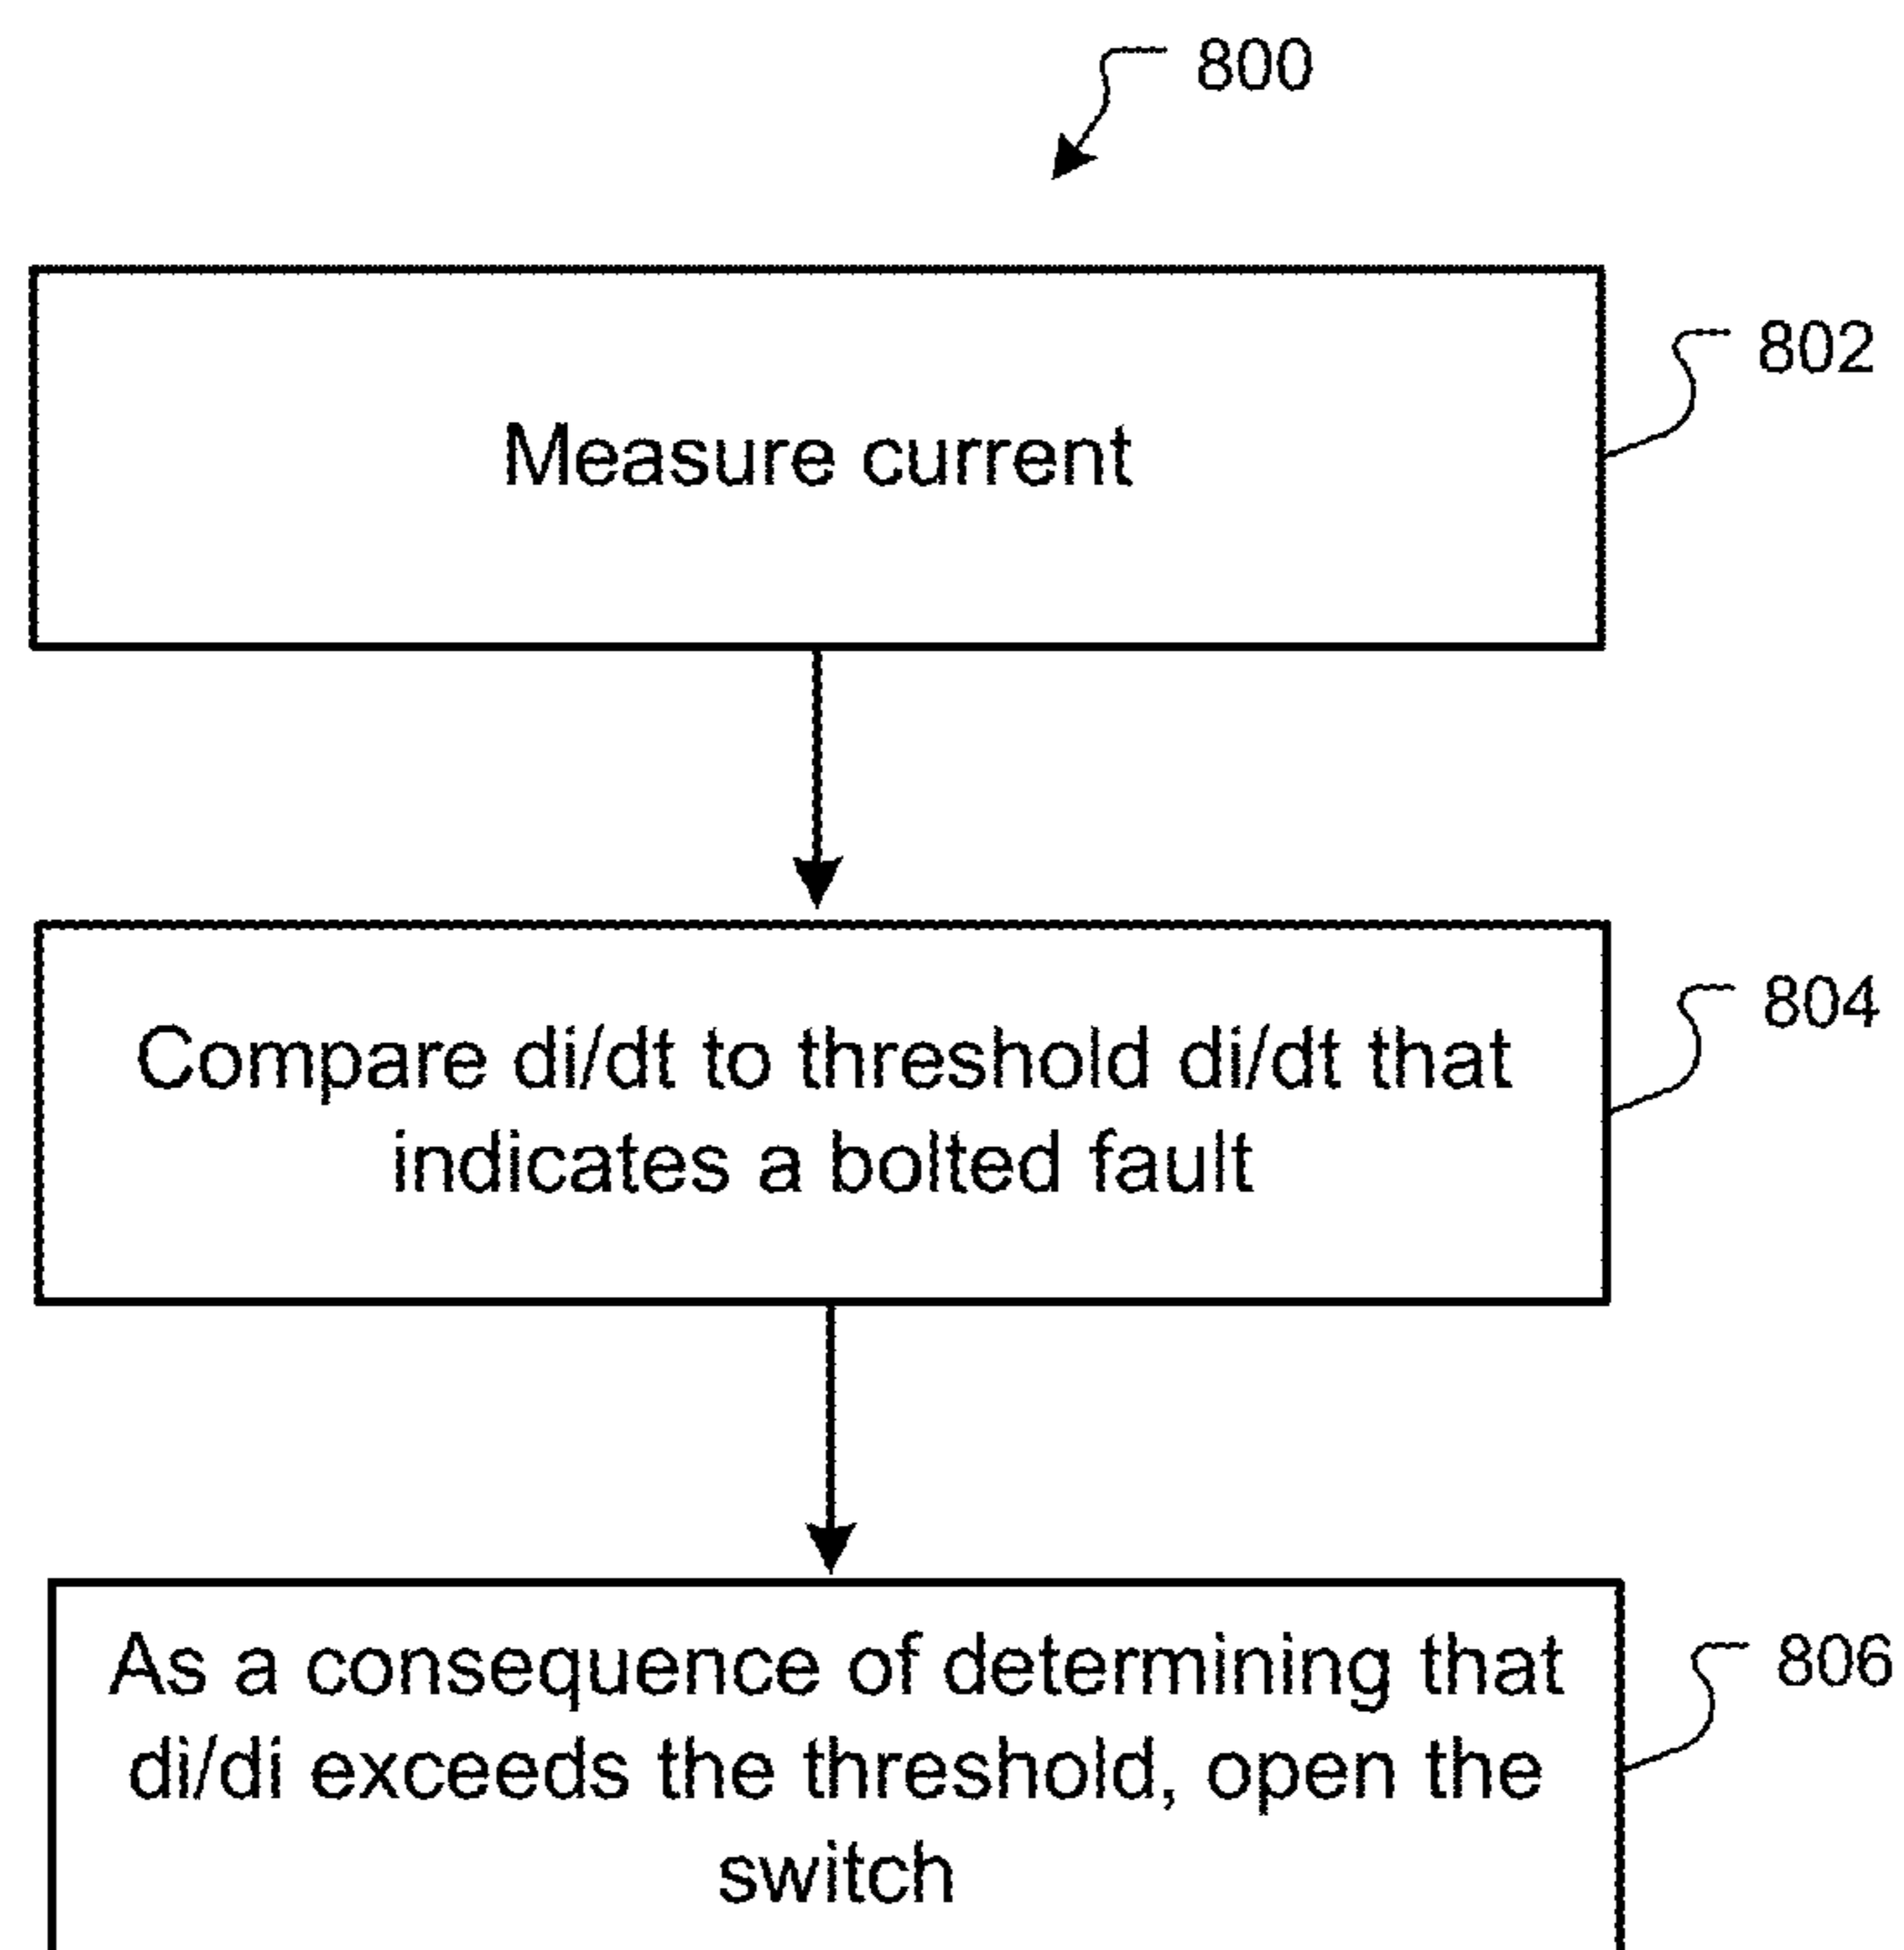 800
Measure current
802
Compare di/dt to threshold di/dt that
indicates a bolted fault
804
As a consequence of determining that
di/di exceeds the threshold, open the
switch
806